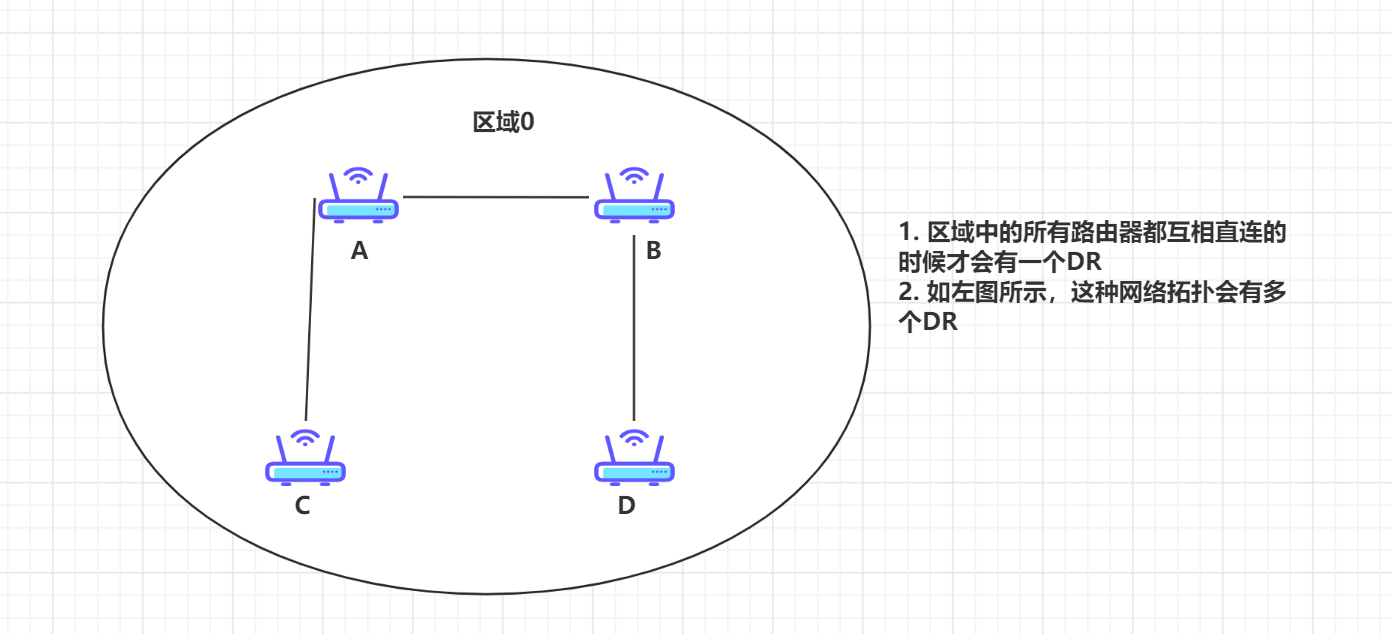 区域0
A
B
C
D
1. 区域中的所有路由器都互相直连的
时候才会有一个DR
2. 如左图所示，这种网络拓扑会有多
个DR